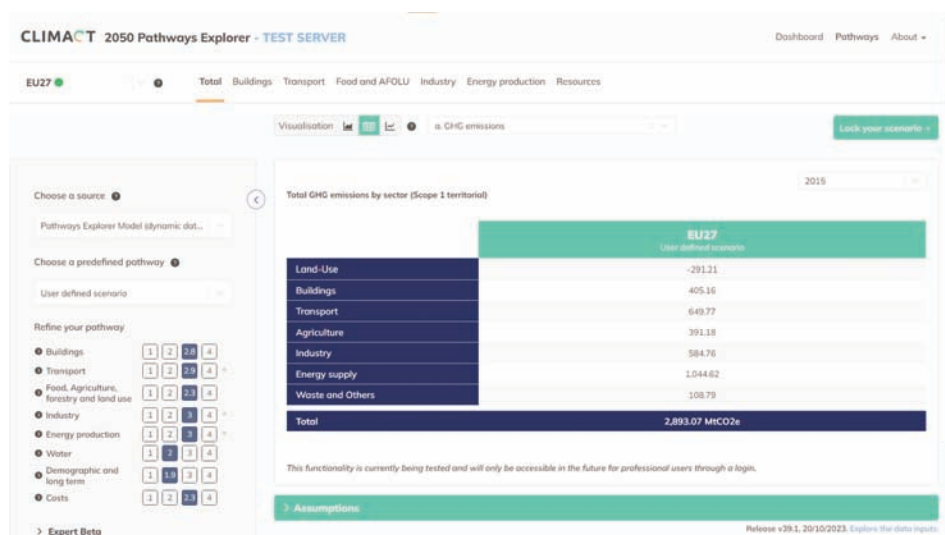 CLIMACT 2050 Pathways Explorer - TEST SERVER
Dashboard Pathways About
EU27
Total Buildings Transport Food and AFOLU Industry Energy production Resources
Visualisation
a. GHG emissions
Lock your scenario
Choose a source
Pathways Explorer Model (dynamic dat...
Choose a predefined pathway
User defined scenario
Refine your pathway
Buildings 1 2 2.8 4
Transport 1 2 2.9 4
Food, Agriculture,
forestry and land use 1 2 2.3 4
Industry 1 2 3 4
Energy production 1 2 3 4
Water 1 2 3 4
Demographic and
long term 1 1.9 3 4
Costs 1 2 2.3 4
> Expert Beta
2015
Total GHG emissions by sector (Scope 1 territorial)
EU27
User defined scenario
Land-Use -291.21
Buildings 405.16
Transport 649.77
Agriculture 391.18
Industry 584.76
Energy supply 1,044.62
Waste and Others 108.79
Total 2,893.07 MtCO2e
This functionality is currently being tested and will only be accessible in the future for professional users through a login.
> Assumptions
Release v39.1, 20/10/2023. Explore the data inputs